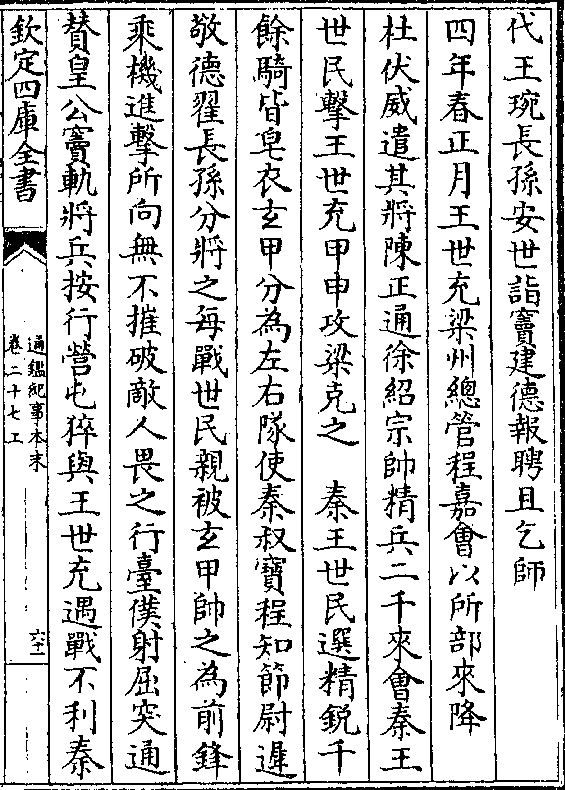 代王琬長孫安世詣竇建德報聘且乞師
四年春正月王世充梁州總管程嘉會以所部來降
杜伏威遣其將陳正通徐紹宗帥精兵二千來會秦王
世民擊王世充甲申攻梁克之　秦王世民選精鋭千
餘騎皆皂衣玄甲分為左右隊使秦叔寶程知節尉遲
敬德翟長孫分將之每戰世民親被玄甲帥之為前鋒
乘機進擊所向無不摧破敵人畏之行臺僕射屈突通
賛皇公竇軌將兵按行營屯猝與王世充遇戰不利秦
欽定四庫全書
通鑑紀事本末
卷二十七上
六十一